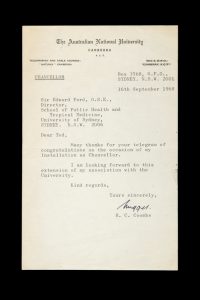 The Australian National University
CANBERRA
CHANCELLOR
Box 3708, G.P.O.,
SYDNEY. N.S.W. 2001
16th September 1968
Sir Edward Ford, O.B.E.,
Director,
School of Public Health and
Tropical Medicine,
University of Sydney,
SYDNEY. N.S.W. 2006
Dear Ted,
Many thanks for your telegram of
congratulations on the occasion of my
installation as Chancellor.
I am looking forward to this
extension of my association with the
University.
Kind regards,
Yours sincerely,
Nugget
H. C. Coombs